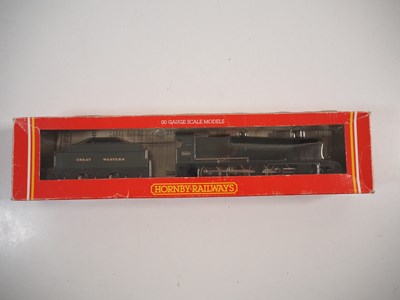 00 GAUGE SCALE MODELS
GREAT WESTERN
HORNBY RAILWAYS